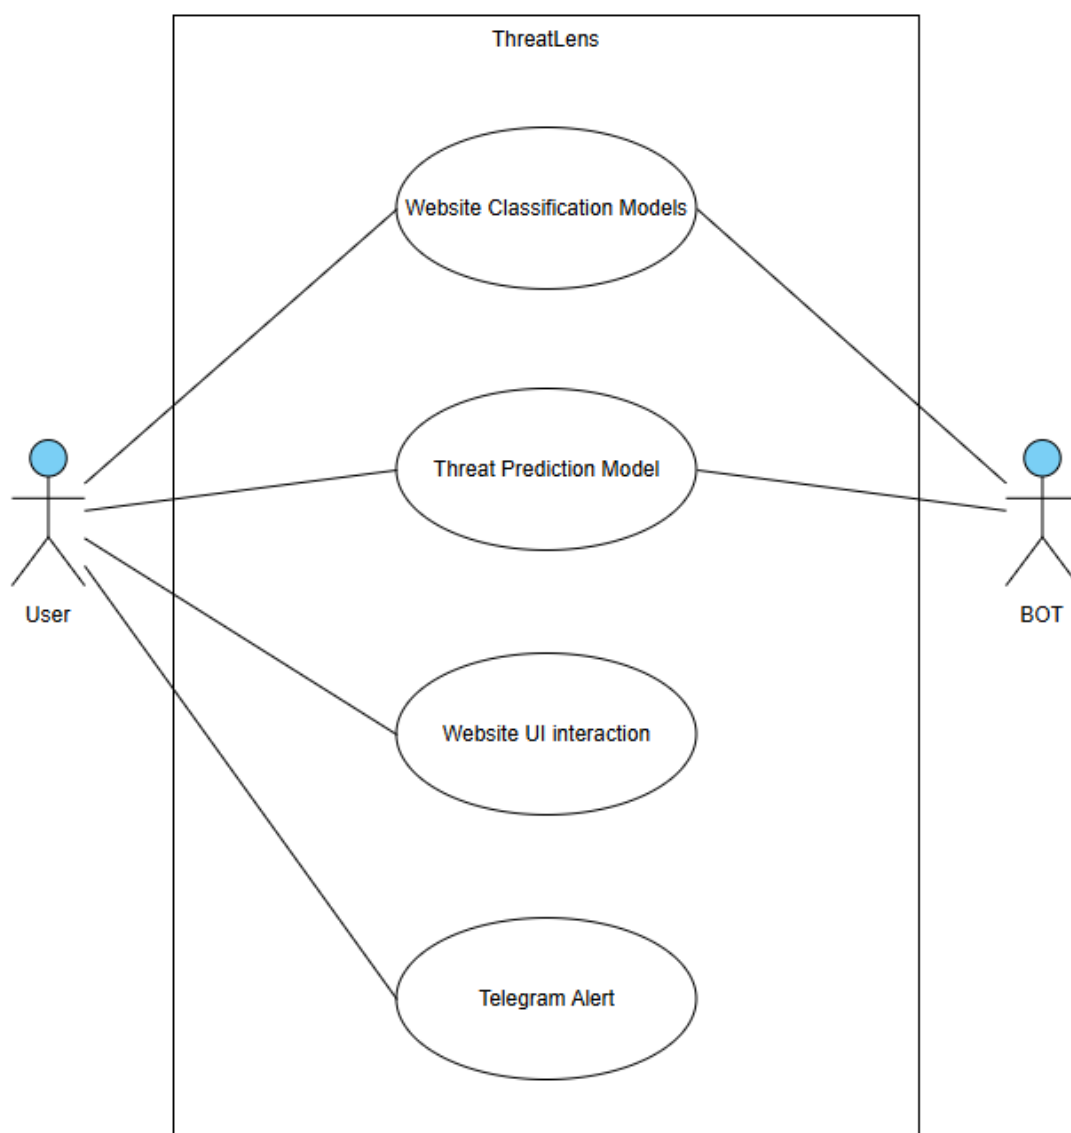 ThreatLens
Website Classification Models
Threat Prediction Model
User
BOT
Website UI interaction
Telegram Alert